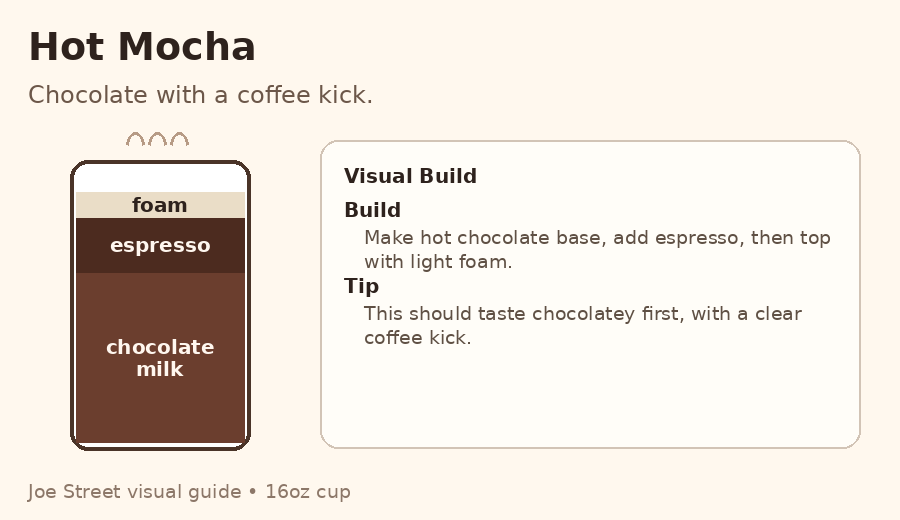 Hot Mocha
Chocolate with a coffee kick.
foam
espresso
chocolate
milk
Visual Build
Build
Make hot chocolate base, add espresso, then top
with light foam.
Tip
This should taste chocolatey first, with a clear
coffee kick.
Joe Street visual guide • 16oz cup